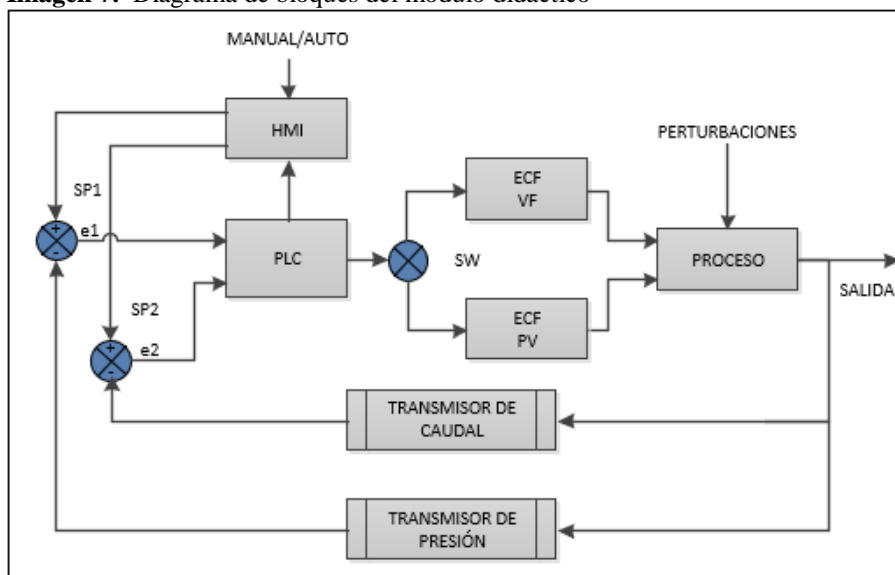 Imagen 7. Diagrama de bloques del módulo didáctico
MANUAL/AUTO
HMI
PERTURBACIONES
SP1
ECF
VF
+
e1
-
PLC
SW
PROCESO
SALIDA
SP2
ECF
PV
+
e2
-
TRANSMISOR DE
CAUDAL
TRANSMISOR DE
PRESIÓN